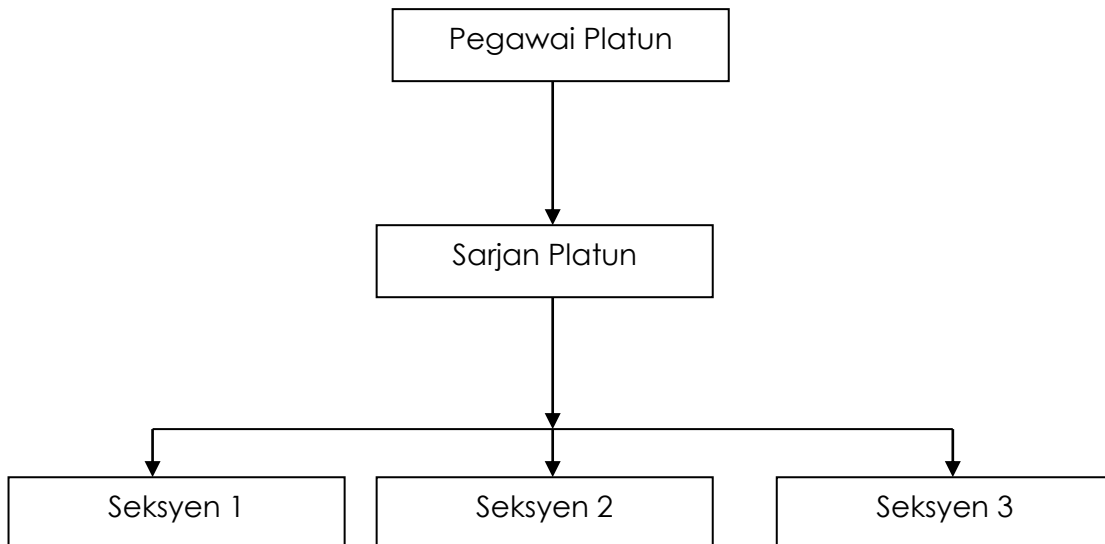 Pegawai Platun
Sarjan Platun
Seksyen 1
Seksyen 2
Seksyen 3